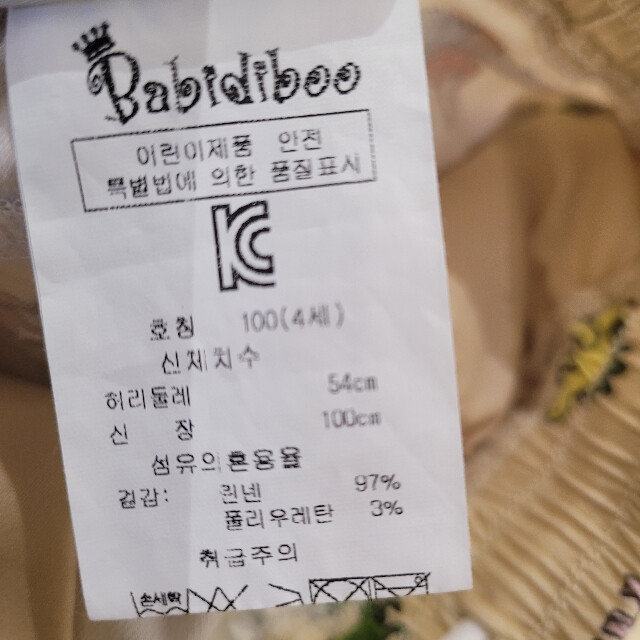 Babidiboo
어린이제품 안전
특별법에 의한 품질표시
KC
호칭 100(4세)
신체치수
허리둘레 54cm
신 장 100cm
섬유의혼용율
겉감: 린넨 97%
폴리우레탄 3%
취급주의
손세탁